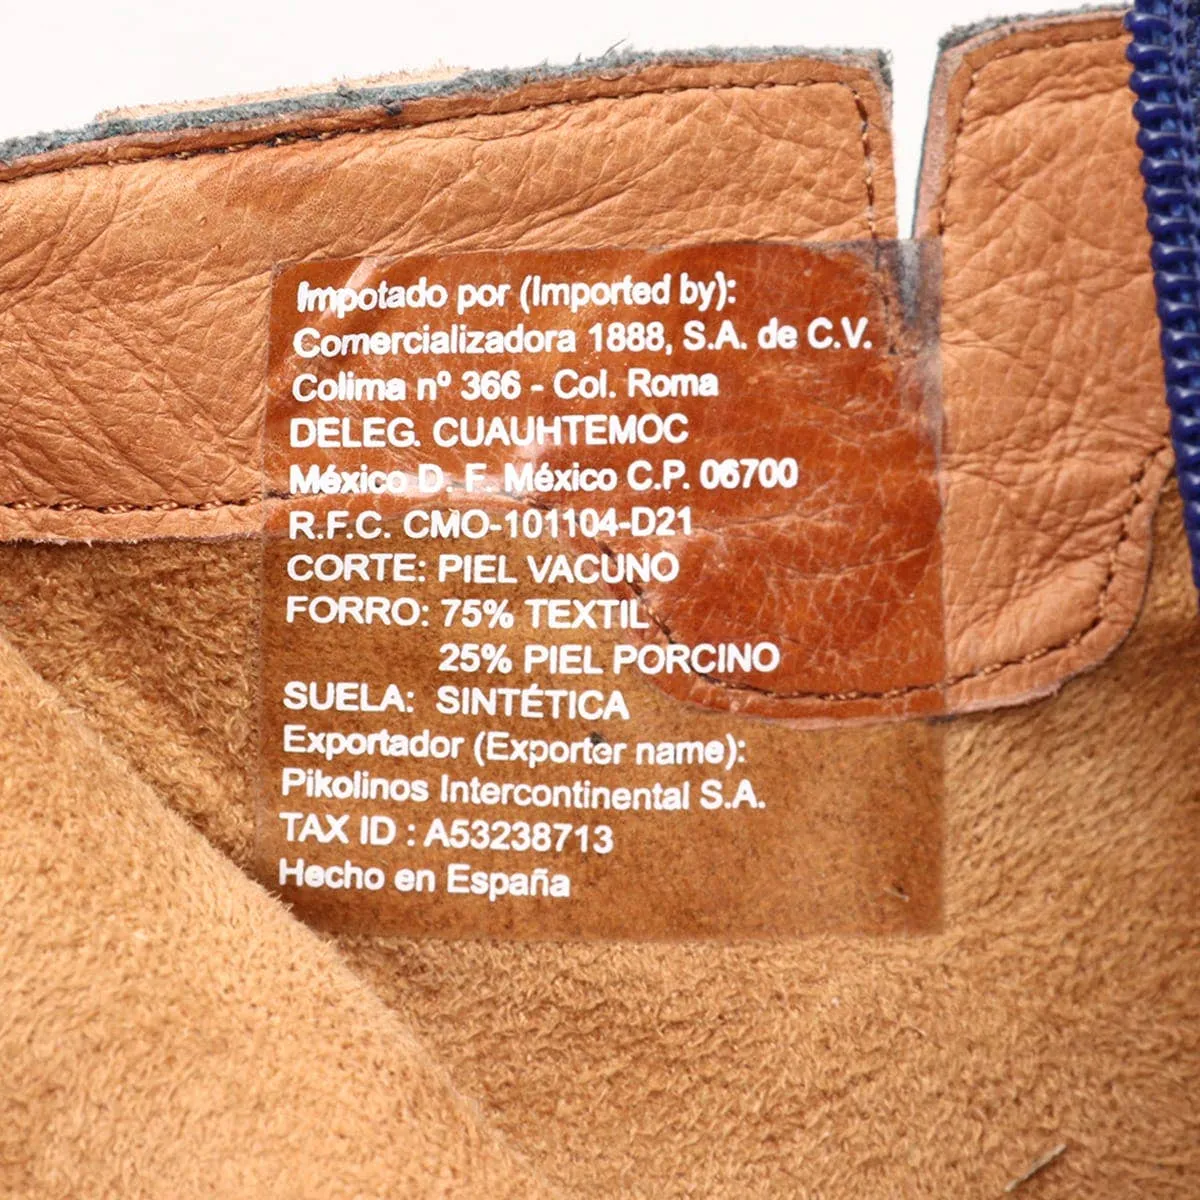 Impotado por (Imported by):
Comercializadora 1888, S.A. de C.V.
Colima nº 366 - Col. Roma
DELEG. CUAUHTEMOC
México D. F. México C.P. 06700
R.F.C. CMO-101104-D21
CORTE: PIEL VACUNO
FORRO: 75% TEXTIL
25% PIEL PORCINO
SUELA: SINTÉTICA
Exportador (Exporter name):
Pikolinos Intercontinental S.A.
TAX ID : A53238713
Hecho en España